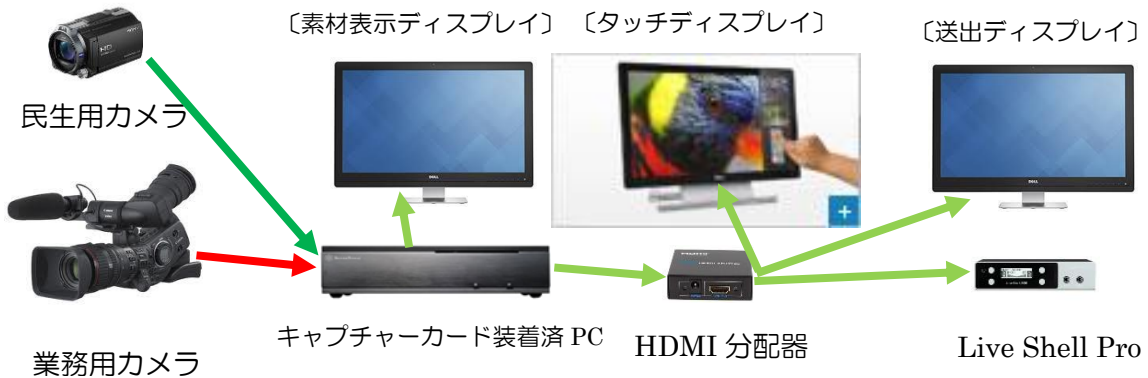 〔素材表示ディスプレイ〕 〔タッチディスプレイ〕 〔送出ディスプレイ〕
民生用カメラ
業務用カメラ
キャプチャーカード装着済 PC
HDMI 分配器
Live Shell Pro
DELL
DELL
HD